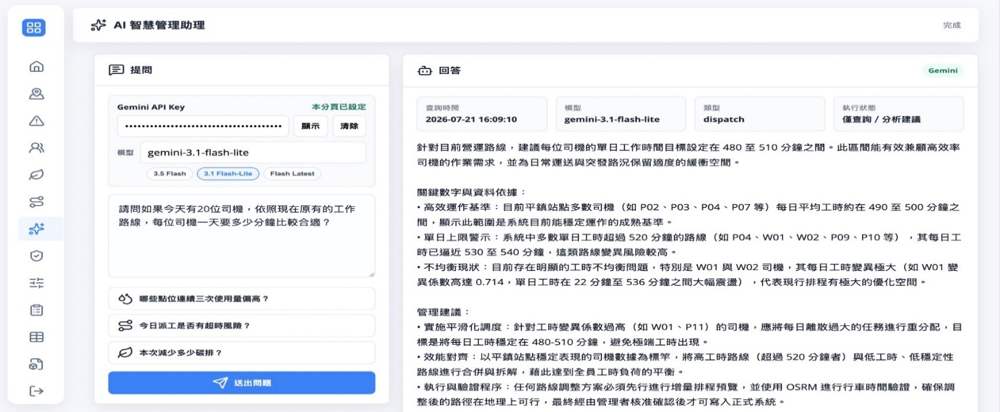 AI 智慧管理助理
完成
提問
Gemini API Key
本分頁已設定
顯示
清除
模型
gemini-3.1-flash-lite
3.5 Flash
3.1 Flash-Lite
Flash Latest
請問如果今天有20位司機，依照現在原有的工作
路線，每位司機一天要多少分鐘比較合適？
哪些點位連續三次使用量偏高？
今日派工是否有超時風險？
本次減少多少碳排？
送出問題
回答
Gemini
查詢時間
2026-07-21 16:09:10
模型
gemini-3.1-flash-lite
類型
dispatch
執行狀態
僅查詢 / 分析建議
針對目前營運路線，建議每位司機的單日工作時間目標設定在 480 至 510 分鐘之間。此區間能有效兼顧高效率
司機的作業需求，並為日常運送與突發路況保留適度的緩衝空間。
關鍵數字與資料依據：
• 高效運作基準：目前平鎮站點多數司機（如 P02、P03、P04、P07 等）每日平均工時約在 490 至 500 分鐘之
間，顯示此範圍是系統目前能穩定運作的成熟基準。
• 單日上限警示：系統中多數單日工時超過 520 分鐘的路線（如 P04、W01、W02、P09、P10 等），其每日工
時已逼近 530 至 540 分鐘，這類路線變異風險較高。
• 不均衡現狀：目前存在明顯的工時不均衡問題，特別是 W01 與 W02 司機，其每日工時變異極大（如 W01 變
異係數高達 0.714，單日工時在 22 分鐘至 536 分鐘之間大幅震盪），代表現行排程有極大的優化空間。
管理建議：
• 實施平滑化調度：針對工時變異係數過高（如 W01、P11）的司機，應將每日離散過大的任務進行重分配，目
標是將每日工時穩定在 480-510 分鐘，避免極端工時出現。
• 效能對齊：以平鎮站點穩定表現的司機數據為標竿，將高工時路線（超過 520 分鐘者）與低工時、低穩定性
路線進行合併與拆解，藉此達到全員工時負荷的平衡。
• 執行與驗證程序：任何路線調整方案必須先行進行增量排程預覽，並使用 OSRM 進行行車時間驗證，確保調
整後的路徑在地理上可行，最終經由管理者核准確認後才可寫入正式系統。